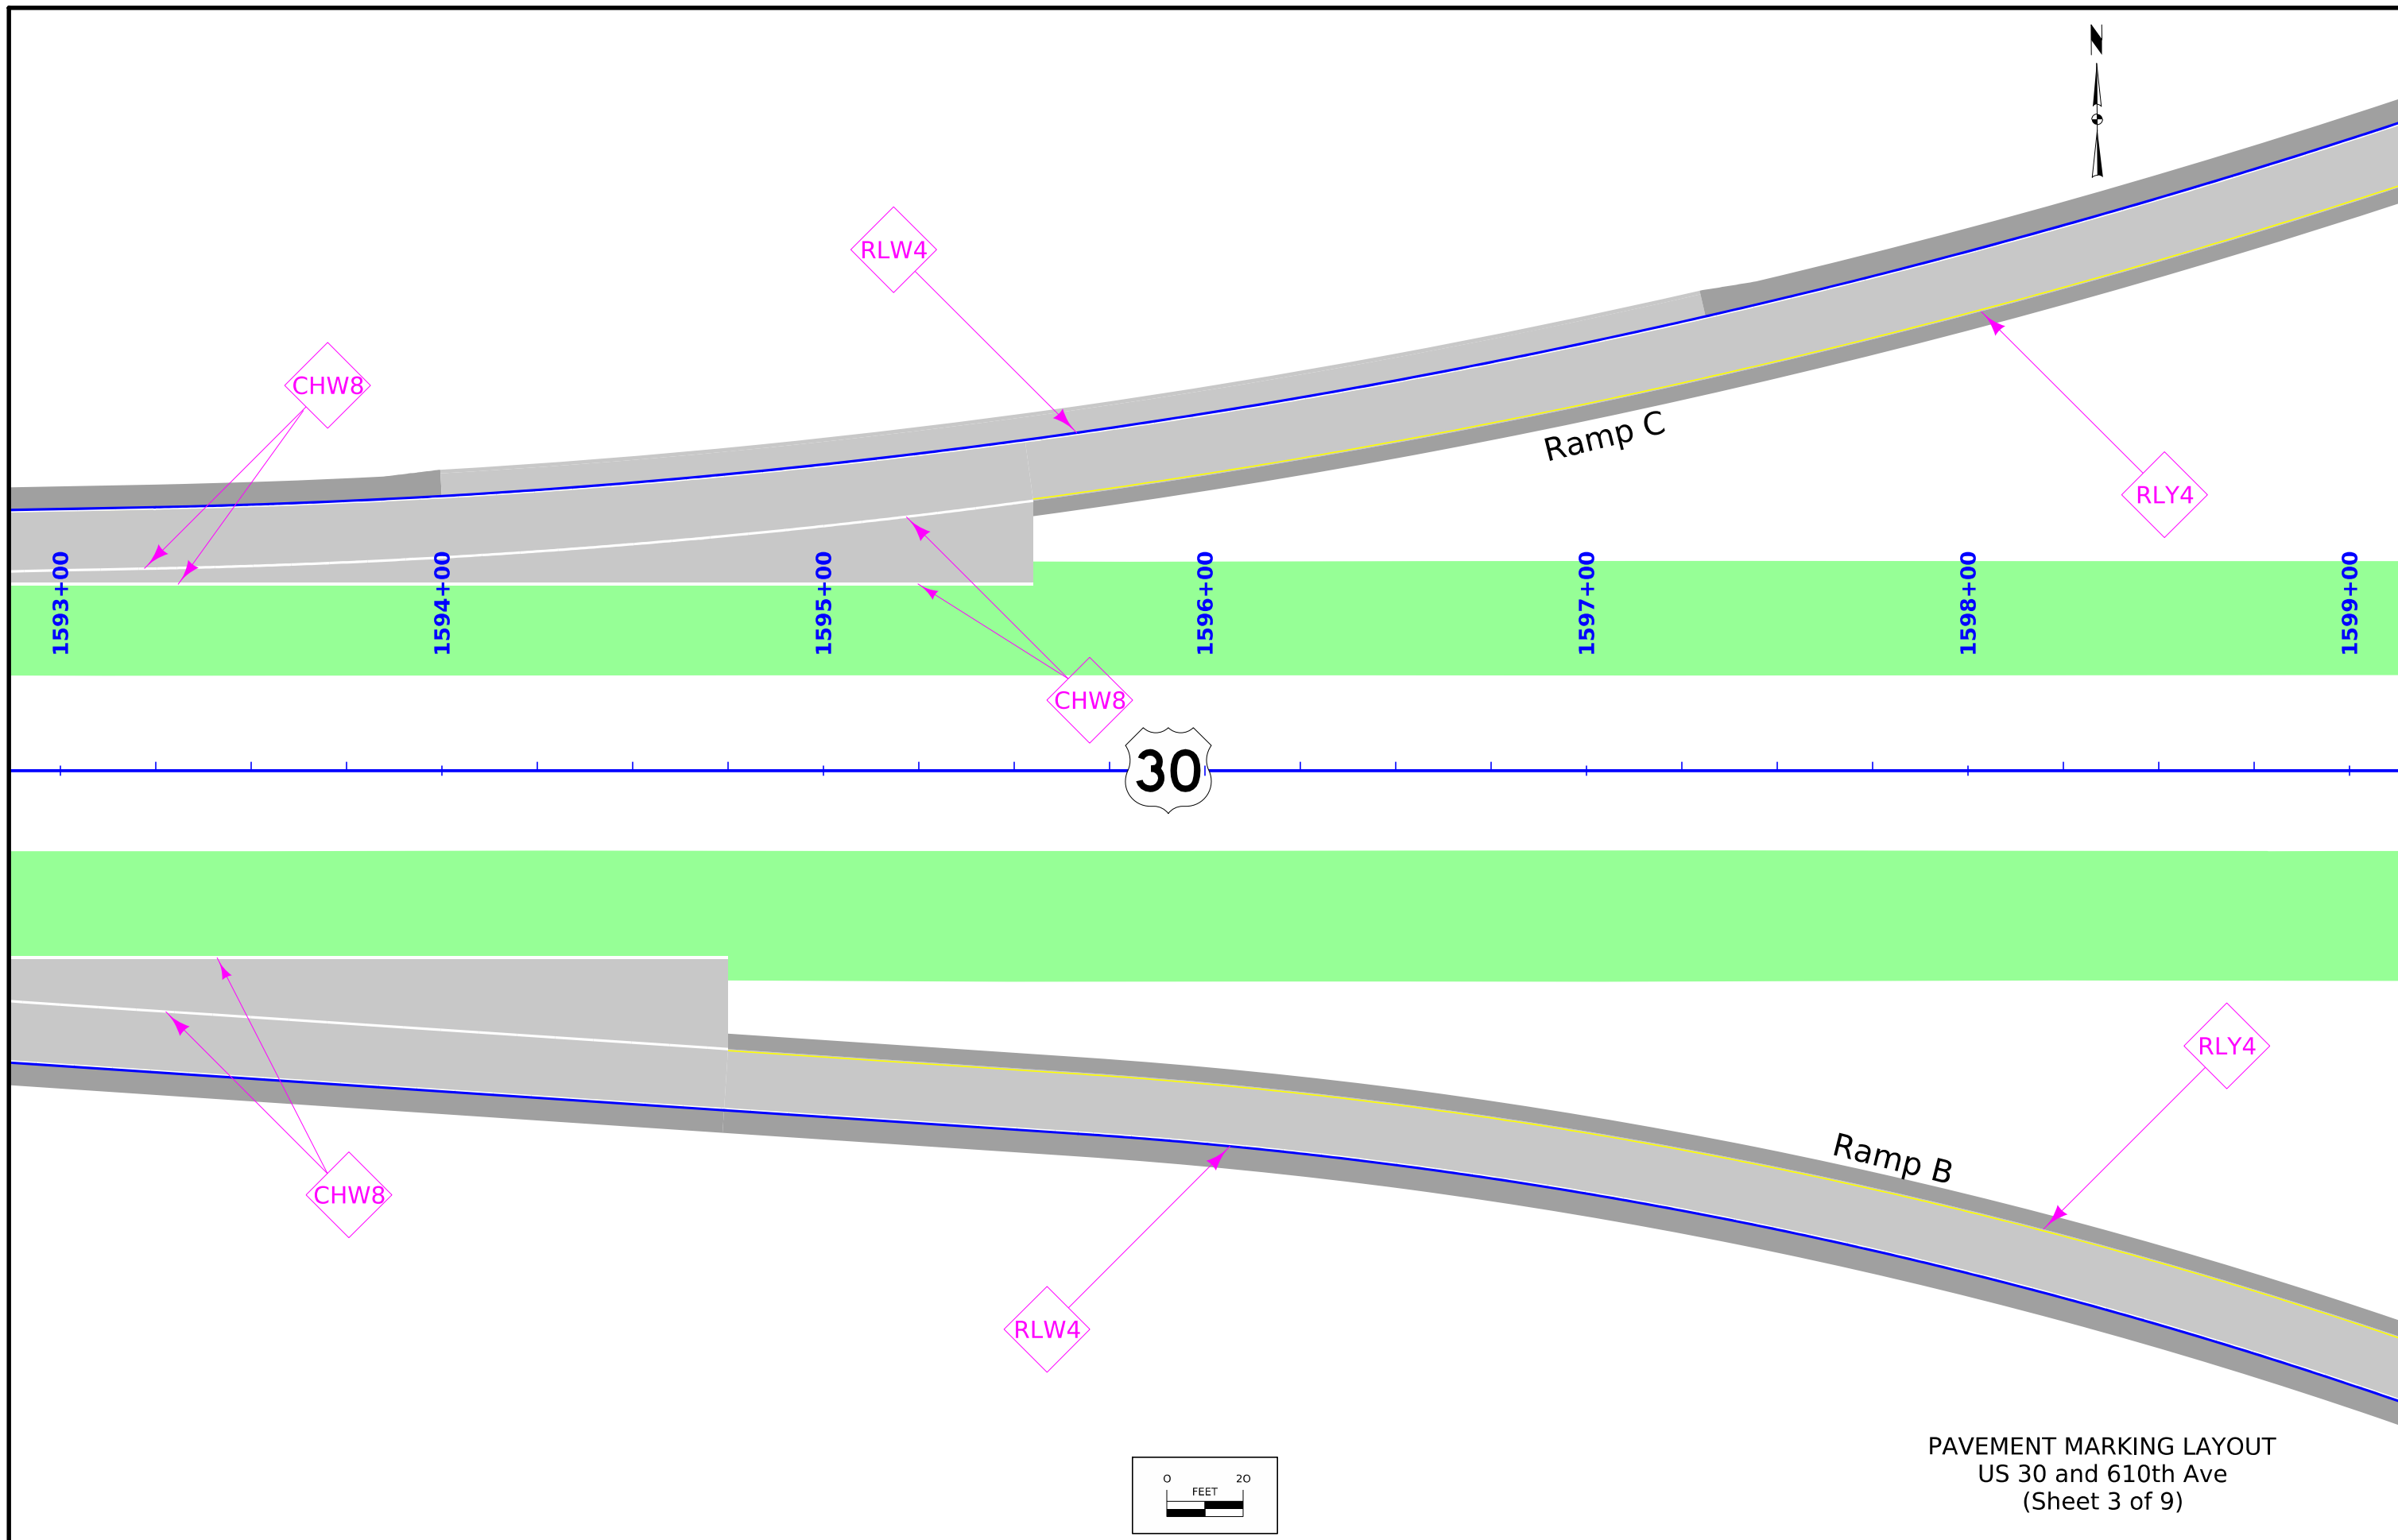 N
RLW4
CHW8
Ramp C
RLY4
1593+00
1594+00
1595+00
1596+00
1597+00
1598+00
1599+00
CHW8
30
RLY4
Ramp B
CHW8
RLW4
0 20
FEET
PAVEMENT MARKING LAYOUT
US 30 and 610th Ave
(Sheet 3 of 9)